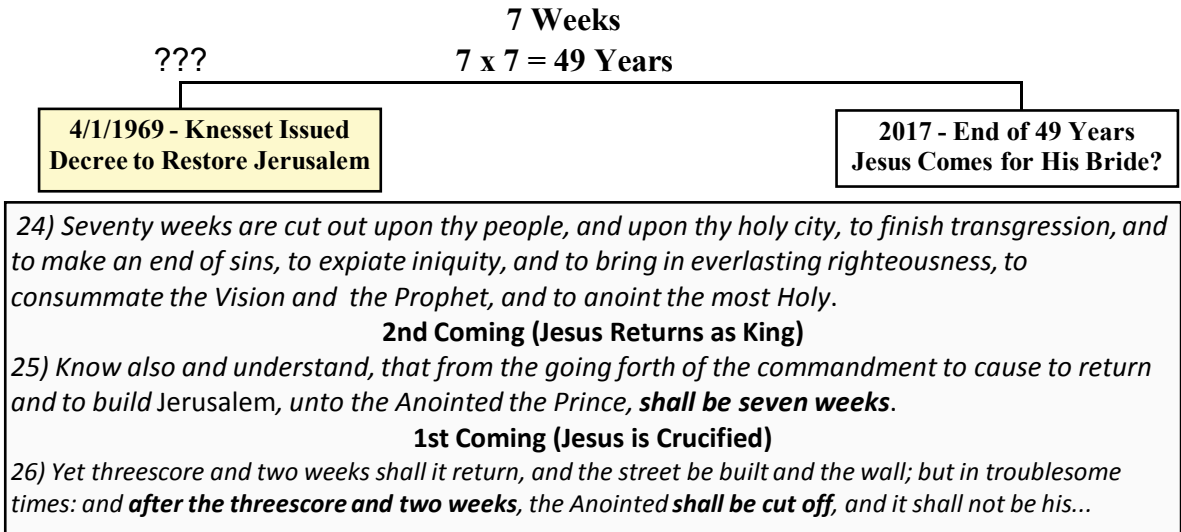 7 Weeks
??? 7 x 7 = 49 Years
4/1/1969 - Knesset Issued
Decree to Restore Jerusalem
2017 - End of 49 Years
Jesus Comes for His Bride?
24) Seventy weeks are cut out upon thy people, and upon thy holy city, to finish transgression, and
to make an end of sins, to expiate iniquity, and to bring in everlasting righteousness, to
consummate the Vision and the Prophet, and to anoint the most Holy.
2nd Coming (Jesus Returns as King)
25) Know also and understand, that from the going forth of the commandment to cause to return
and to build Jerusalem, unto the Anointed the Prince, shall be seven weeks.
1st Coming (Jesus is Crucified)
26) Yet threescore and two weeks shall it return, and the street be built and the wall; but in troublesome
times: and after the threescore and two weeks, the Anointed shall be cut off, and it shall not be his...